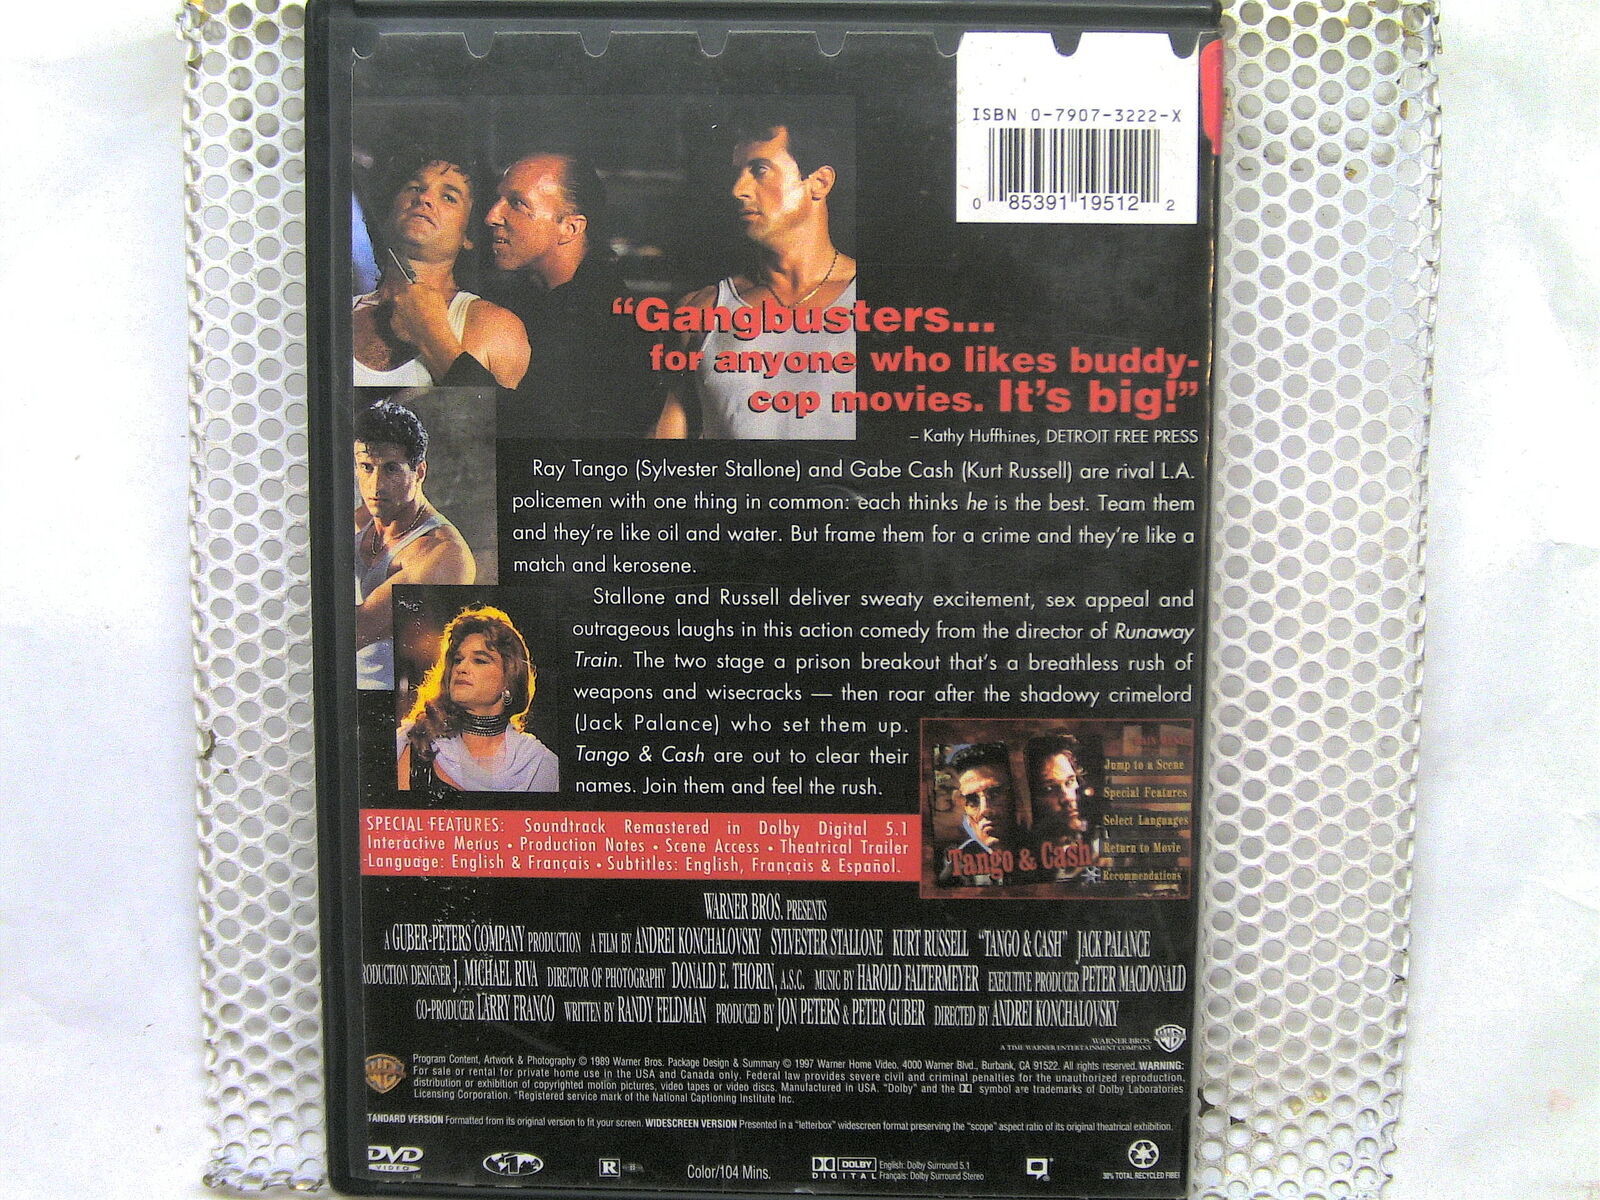 ISBN 0-7907-3222-X
0 85391 19512 2
“Gangbusters...
for anyone who likes buddy-
cop movies. It's big!”
– Kathy Huffhines, DETROIT FREE PRESS
Ray Tango (Sylvester Stallone) and Gabe Cash (Kurt Russell) are rival L.A.
policemen with one thing in common: each thinks he is the best. Team them
and they're like oil and water. But frame them for a crime and they're like a
match and kerosene.
Stallone and Russell deliver sweaty excitement, sex appeal and
outrageous laughs in this action comedy from the director of Runaway
Train. The two stage a prison breakout that's a breathless rush of
weapons and wisecracks — then roar after the shadowy crimelord
(Jack Palance) who set them up.
Tango & Cash are out to clear their
names. Join them and feel the rush.
Jump to a Scene
Special Features
Select Languages
Return to Movie
Recommendations
Tango & Cash
SPECIAL FEATURES: Soundtrack Remastered in Dolby Digital 5.1
Interactive Menus • Production Notes • Scene Access • Theatrical Trailer
Language: English & Français • Subtitles: English, Français & Español.
WARNER BROS. PRESENTS
A GUBER-PETERS COMPANY PRODUCTION A FILM BY ANDREI KONCHALOVSKY SYLVESTER STALLONE KURT RUSSELL “TANGO & CASH” JACK PALANCE
RODUCTION DESIGNER J. MICHAEL RIVA DIRECTOR OF PHOTOGRAPHY DONALD E. THORIN, A.S.C. MUSIC BY HAROLD FALTERMEYER EXECUTIVE PRODUCER PETER MACDONALD
CO-PRODUCER LARRY FRANCO WRITTEN BY RANDY FELDMAN PRODUCED BY JON PETERS & PETER GUBER DIRECTED BY ANDREI KONCHALOVSKY
WARNER BROS.
A TIME WARNER ENTERTAINMENT COMPANY
Program Content, Artwork & Photography © 1989 Warner Bros. Package Design & Summary © 1997 Warner Home Video, 4000 Warner Blvd., Burbank, CA 91522. All rights reserved. WARNING:
For sale or rental for private home use in the USA and Canada only. Federal law provides severe civil and criminal penalties for the unauthorized reproduction,
distribution or exhibition of copyrighted motion pictures, video tapes or video discs. Manufactured in USA. "Dolby" and the symbol are trademarks of Dolby Laboratories
Licensing Corporation. *Registered service mark of the National Captioning Institute Inc.
TANDARD VERSION Formatted from its original version to fit your screen. WIDESCREEN VERSION Presented in a "letterbox" widescreen format preserving the "scope" aspect ratio of its original theatrical exhibition.
DVD
VIDEO
1
R
Color/104 Mins.
DOLBY
DIGITAL
English: Dolby Surround 5.1
Français: Dolby Surround Stereo
30% TOTAL RECYCLED FIBER